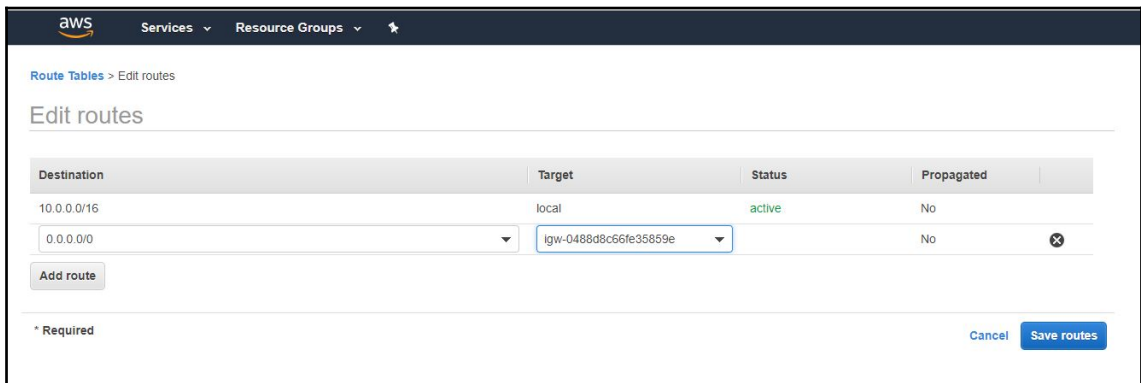 aws Services Resource Groups
Route Tables > Edit routes
Edit routes
Destination Target Status Propagated
10.0.0.0/16 local active No
0.0.0.0/0 igw-0488d8c66fe35859e No
Add route
* Required Cancel Save routes